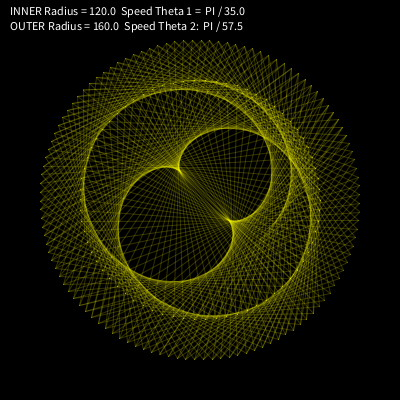 INNER Radius = 120.0  Speed Theta 1 =  PI / 35.0
OUTER Radius = 160.0  Speed Theta 2:  PI / 57.5